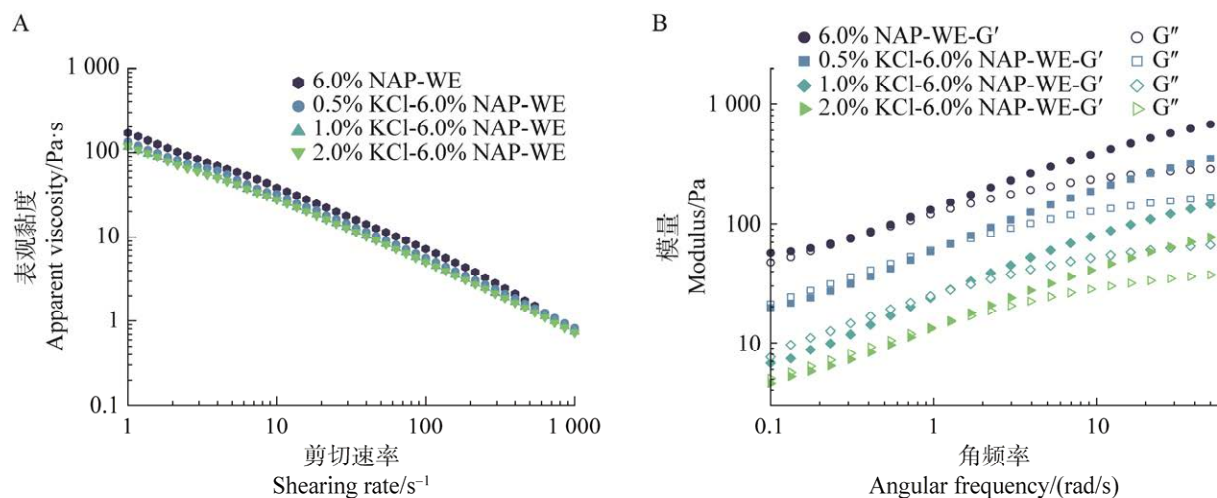 A
1 000
100
10
1
0.1
表观黏度
Apparent viscosity/Pa·s
6.0% NAP-WE
0.5% KCl-6.0% NAP-WE
1.0% KCl-6.0% NAP-WE
2.0% KCl-6.0% NAP-WE
1
10
100
1 000
剪切速率
Shearing rate/s⁻¹
B
6.0% NAP-WE-G′ G″
0.5% KCl-6.0% NAP-WE-G′ G″
1.0% KCl-6.0% NAP-WE-G′ G″
2.0% KCl-6.0% NAP-WE-G′ G″
1 000
100
10
模量
Modulus/Pa
0.1
1
10
角频率
Angular frequency/(rad/s)